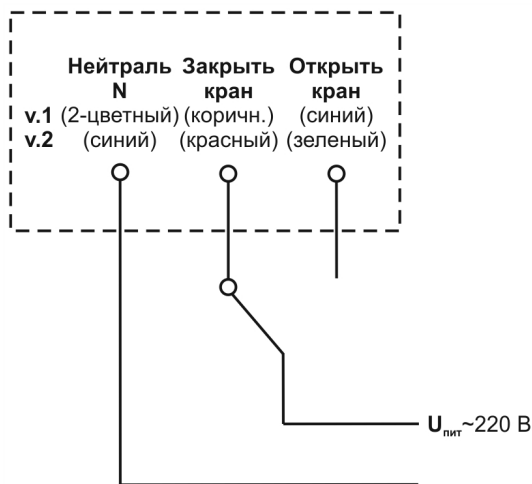 Нейтраль Закрыть Открыть
N кран кран
v.1 (2-цветный) (коричн.) (синий)
v.2 (синий) (красный) (зеленый)
Uпит~220 В